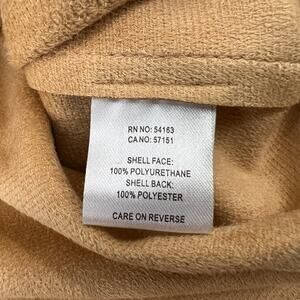 RN NO: 54163
CA NO: 57151
SHELL FACE:
100% POLYURETHANE
SHELL BACK:
100% POLYESTER
CARE ON REVERSE